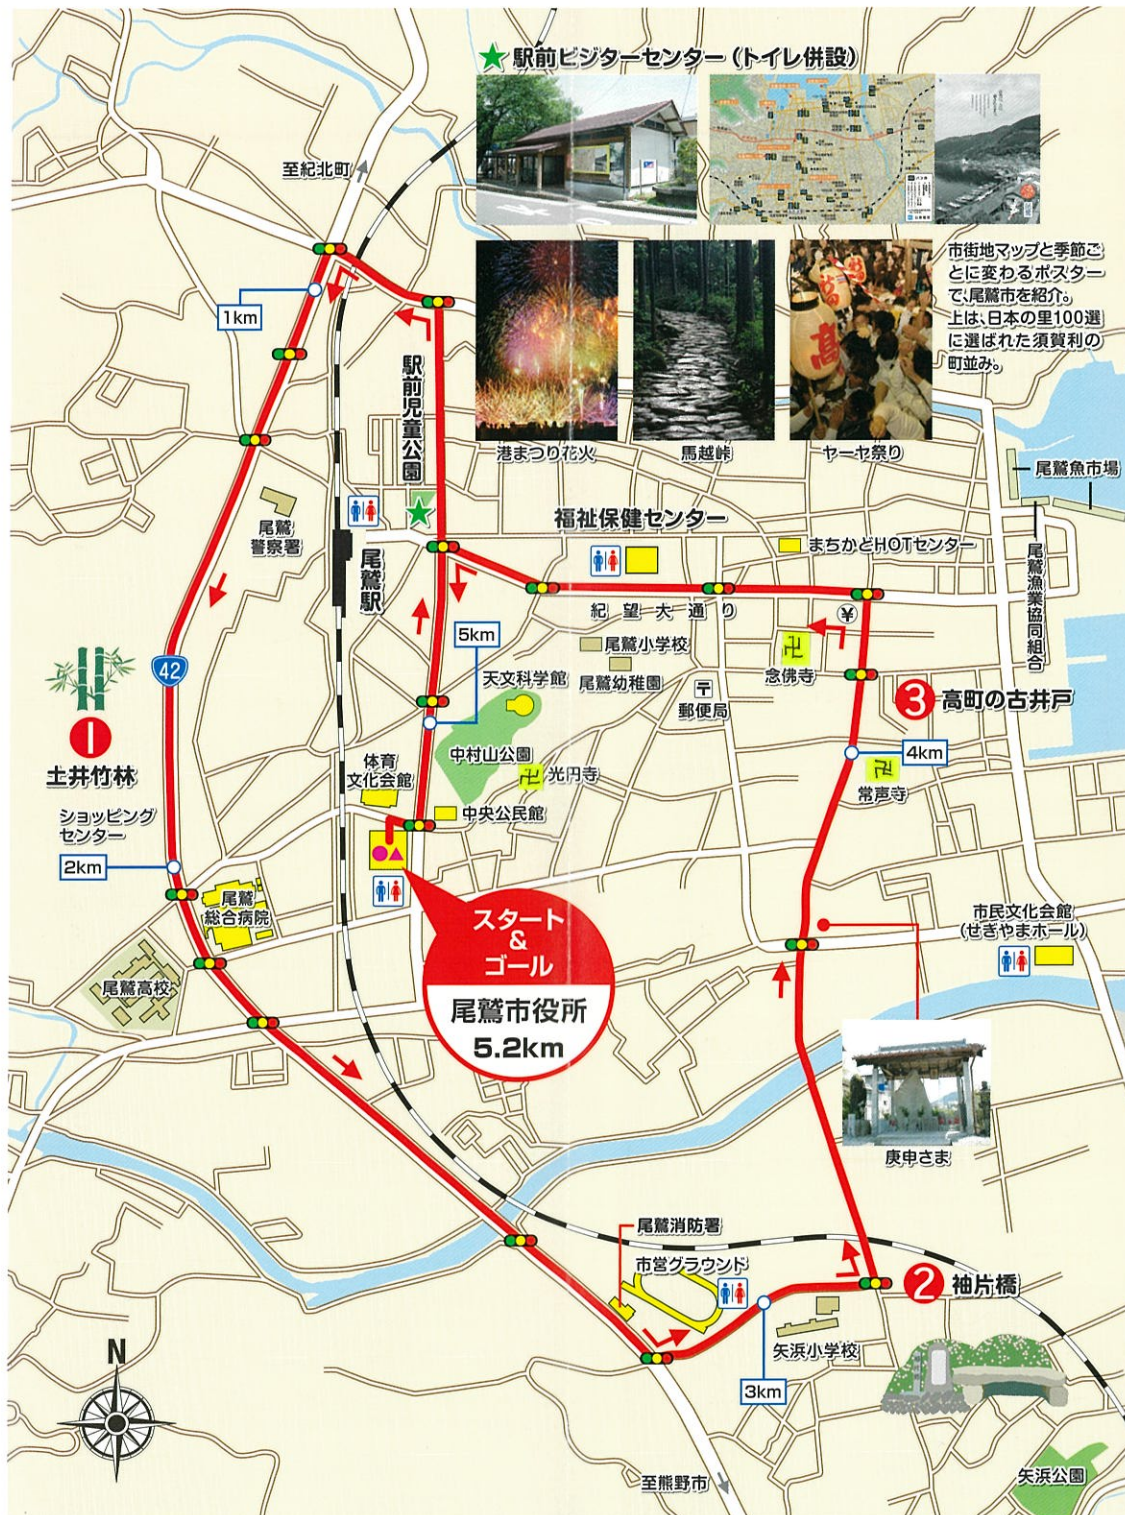 ★駅前ビジターセンター(トイレ併設)
至紀北町
市街地マップと季節ご
とに変わるポスター
で、尾鷲市を紹介。
上は、日本の里100選
に選ばれた須賀利の
町並み。
1km
駅前児童公園
港まつり花火
馬越峠
ヤーヤ祭り
高
尾鷲魚市場
尾鷲
警察署
尾鷲駅
福祉保健センター
まちかどHOTセンター
尾鷲漁業協同組合
紀望大通り
¥
5km
尾鷲小学校
尾鷲幼稚園
卍
念佛寺
42
天文科学館
〒
郵便局
3 高町の古井戸
1
土井竹林
中村山公園
4km
体育
文化会館
卍 光円寺
卍
常声寺
ショッピング
センター
中央公民館
2km
尾鷲
総合病院
スタート
&
ゴール
尾鷲市役所
5.2km
市民文化会館
(せぎやまホール)
尾鷲高校
庚申さま
尾鷲消防署
市営グラウンド
2 袖片橋
矢浜小学校
N
3km
至熊野市
矢浜公園